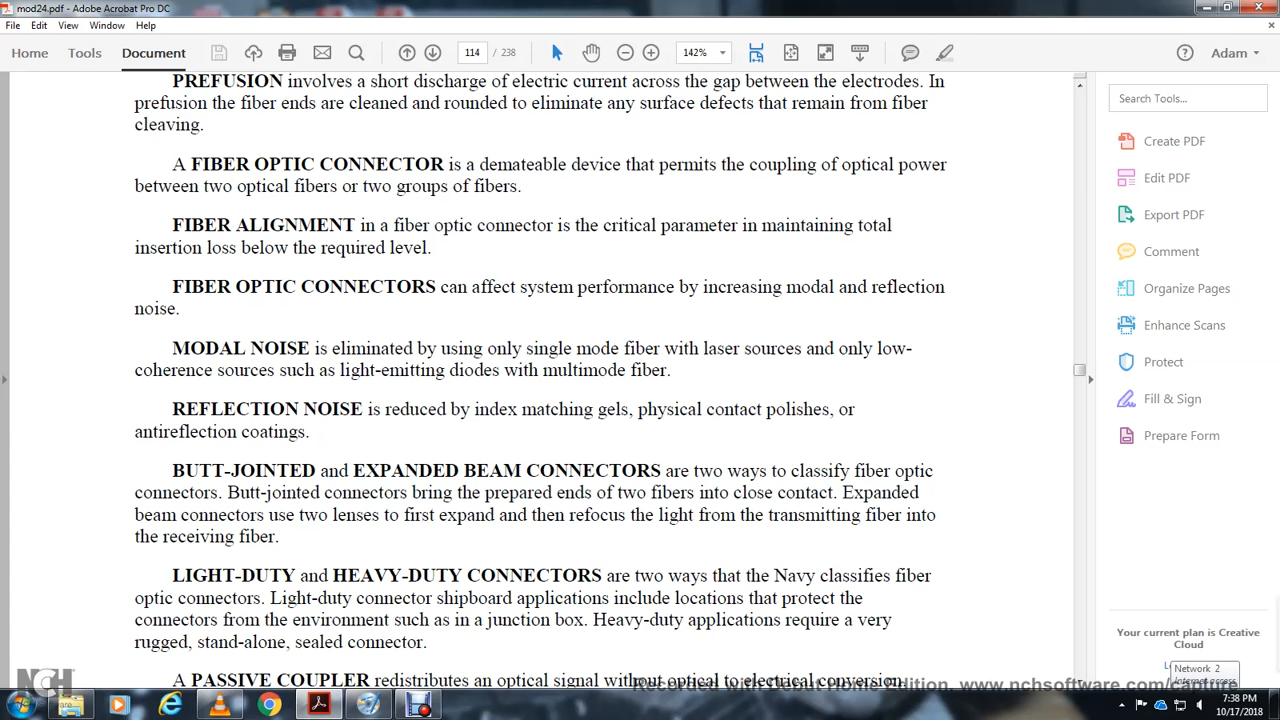 mod24.pdf - Adobe Acrobat Pro DC
File Edit View Window Help
Home Tools Document 114 / 238 142% Adam
PREFUSION involves a short discharge of electric current across the gap between the electrodes. In
prefusion the fiber ends are cleaned and rounded to eliminate any surface defects that remain from fiber
cleaving.
A FIBER OPTIC CONNECTOR is a demateable device that permits the coupling of optical power
between two optical fibers or two groups of fibers.
FIBER ALIGNMENT in a fiber optic connector is the critical parameter in maintaining total
insertion loss below the required level.
FIBER OPTIC CONNECTORS can affect system performance by increasing modal and reflection
noise.
MODAL NOISE is eliminated by using only single mode fiber with laser sources and only low-
coherence sources such as light-emitting diodes with multimode fiber.
REFLECTION NOISE is reduced by index matching gels, physical contact polishes, or
antireflection coatings.
BUTT-JOINTED and EXPANDED BEAM CONNECTORS are two ways to classify fiber optic
connectors. Butt-jointed connectors bring the prepared ends of two fibers into close contact. Expanded
beam connectors use two lenses to first expand and then refocus the light from the transmitting fiber into
the receiving fiber.
LIGHT-DUTY and HEAVY-DUTY CONNECTORS are two ways that the Navy classifies fiber
optic connectors. Light-duty connector shipboard applications include locations that protect the
connectors from the environment such as in a junction box. Heavy-duty applications require a very
rugged, stand-alone, sealed connector.
A PASSIVE COUPLER redistributes an optical signal without optical to electrical conversion.
Search Tools...
Create PDF
Edit PDF
Export PDF
Comment
Organize Pages
Enhance Scans
Protect
Fill & Sign
Prepare Form
Your current plan is Creative
Cloud
Network 2
Internet access
NCH
Recorded with Debut Home Edition. www.nchsoftware.com/capture
7:38 PM
10/17/2018